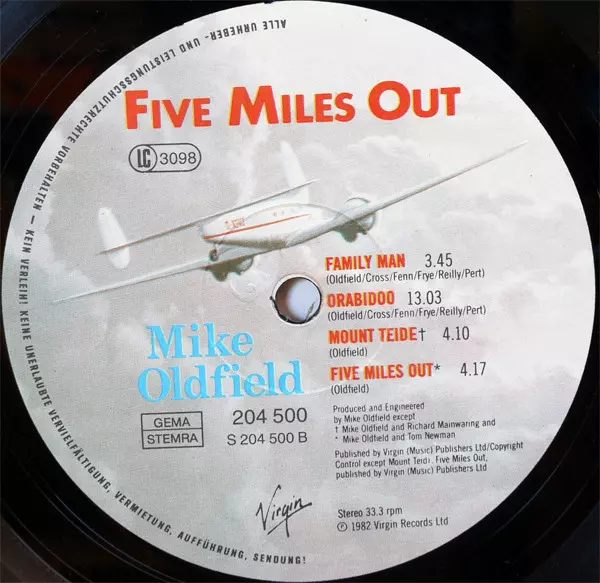 ALLE URHEBER- UND LEISTUNGSSCHUTZRECHTE VORBEHALTEN – KEIN VERLEIH! KEINE UNERLAUBTE VERVIELFÄLTIGUNG, VERMIETUNG, AUFFÜHRUNG, SENDUNG!
FIVE MILES OUT
LC 3098
FAMILY MAN 3.45
(Oldfield/Cross/Fenn/Frye/Reilly/Pert)
ORABIDOO 13.03
(Oldfield/Cross/Fenn/Frye/Reilly/Pert)
MOUNT TEIDE† 4.10
(Oldfield)
FIVE MILES OUT* 4.17
(Oldfield)
Mike
Oldfield
GEMA
STEMRA
204 500
S 204 500 B
Produced and Engineered
by Mike Oldfield except
† Mike Oldfield and Richard Mainwaring and
* Mike Oldfield and Tom Newman
Published by Virgin (Music) Publishers Ltd/Copyright
Control except Mount Teidi. Five Miles Out,
published by Virgin (Music) Publishers Ltd
Virgin
Stereo 33.3 rpm
Ⓟ 1982 Virgin Records Ltd